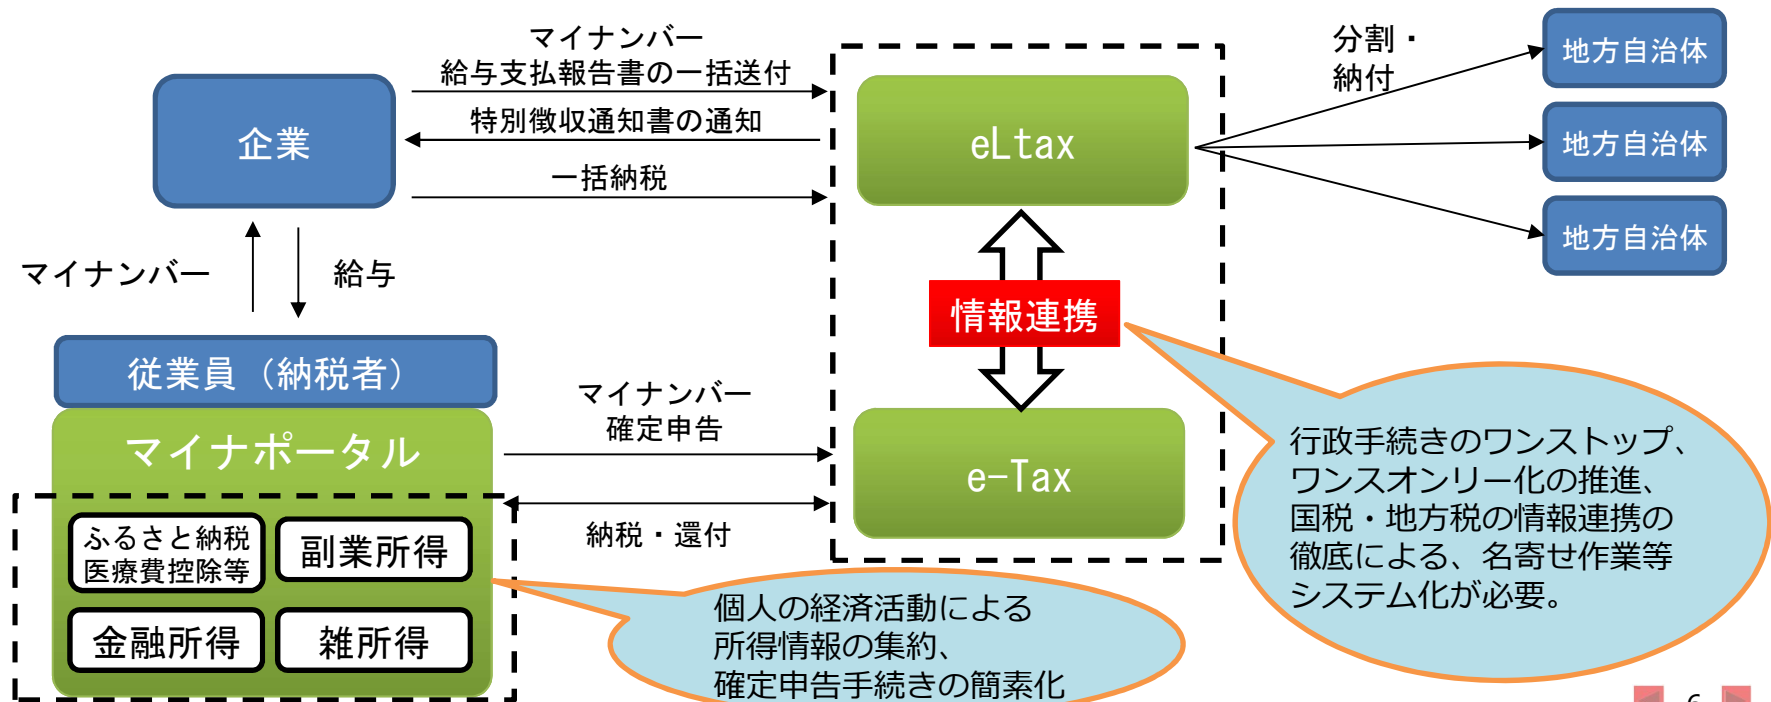 マイナンバー
給与支払報告書の一括送付
特別徴収通知書の通知
一括納税
企業
eLtax
分割・
納付
地方自治体
地方自治体
地方自治体
マイナンバー
給与
情報連携
従業員（納税者）
マイナポータル
マイナンバー
確定申告
e-Tax
納税・還付
ふるさと納税
医療費控除等
副業所得
金融所得
雑所得
行政手続きのワンストップ、
ワンスオンリー化の推進、
国税・地方税の情報連携の
徹底による、名寄せ作業等
システム化が必要。
個人の経済活動による
所得情報の集約、
確定申告手続きの簡素化
6